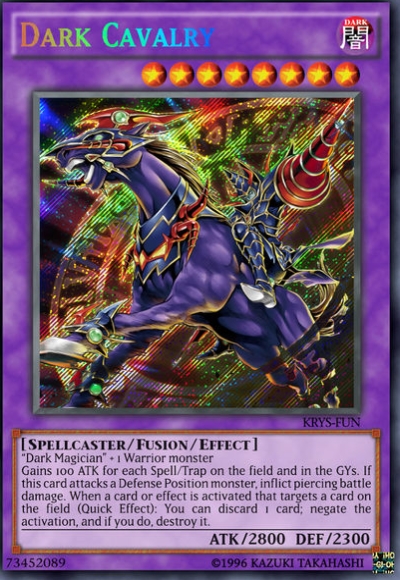 DARK CAVALRY
DARK
闇
KRYS-FUN
[SPELLCASTER/FUSION/EFFECT]
"Dark Magician" + 1 Warrior monster
Gains 100 ATK for each Spell/Trap on the field and in the GYs. If
this card attacks a Defense Position monster, inflict piercing battle
damage. When a card or effect is activated that targets a card on
the field (Quick Effect): You can discard 1 card; negate the
activation, and if you do, destroy it.
ATK/2800 DEF/2300
73452089
©1996 KAZUKI TAKAHASHI